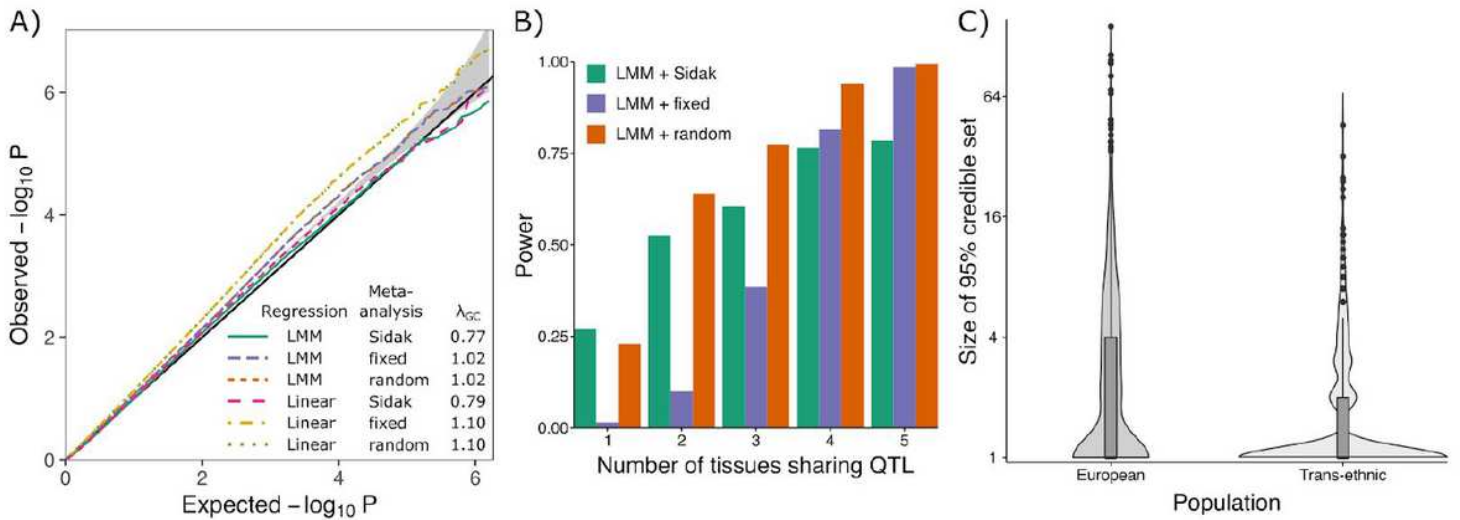 A)
Observed −log10 P
6
4
2
0
0 2 4 6
Expected −log10 P
Regression Meta-analysis λGC
LMM Sidak 0.77
LMM fixed 1.02
LMM random 1.02
Linear Sidak 0.79
Linear fixed 1.10
Linear random 1.10
B)
Power
1.00
0.75
0.50
0.25
0.00
LMM + Sidak
LMM + fixed
LMM + random
1 2 3 4 5
Number of tissues sharing QTL
C)
Size of 95% credible set
64
16
4
1
European Trans-ethnic
Population